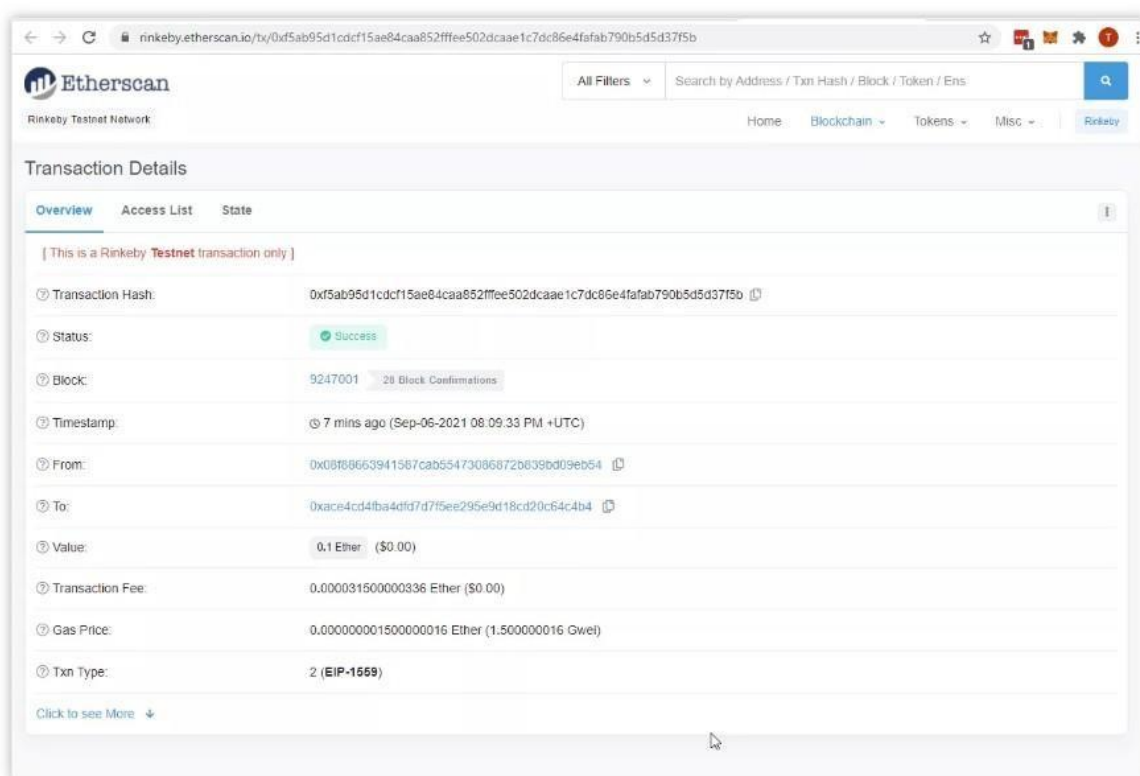 rinkeby.etherscan.io/tx/0xf5ab95d1cdcf15ae84caa852fffee502dcaae1c7dc86e4fafab790b5d5d37f5b
1
T
Etherscan
All Filters
Search by Address / Txn Hash / Block / Token / Ens
Rinkeby Testnet Network
Home Blockchain Tokens Misc Rinkeby
Transaction Details
Overview Access List State
[ This is a Rinkeby Testnet transaction only ]
Transaction Hash: 0xf5ab95d1cdcf15ae84caa852fffee502dcaae1c7dc86e4fafab790b5d5d37f5b
Status: Success
Block: 9247001 28 Block Confirmations
Timestamp: 7 mins ago (Sep-06-2021 08:09:33 PM +UTC)
From: 0x08f88663941587cab55473086872b839bd09eb54
To: 0xace4cd4fba4dfd7d7f5ee295e9d18cd20c64c4b4
Value: 0.1 Ether ($0.00)
Transaction Fee: 0.000031500000336 Ether ($0.00)
Gas Price: 0.000000001500000016 Ether (1.500000016 Gwei)
Txn Type: 2 (EIP-1559)
Click to see More